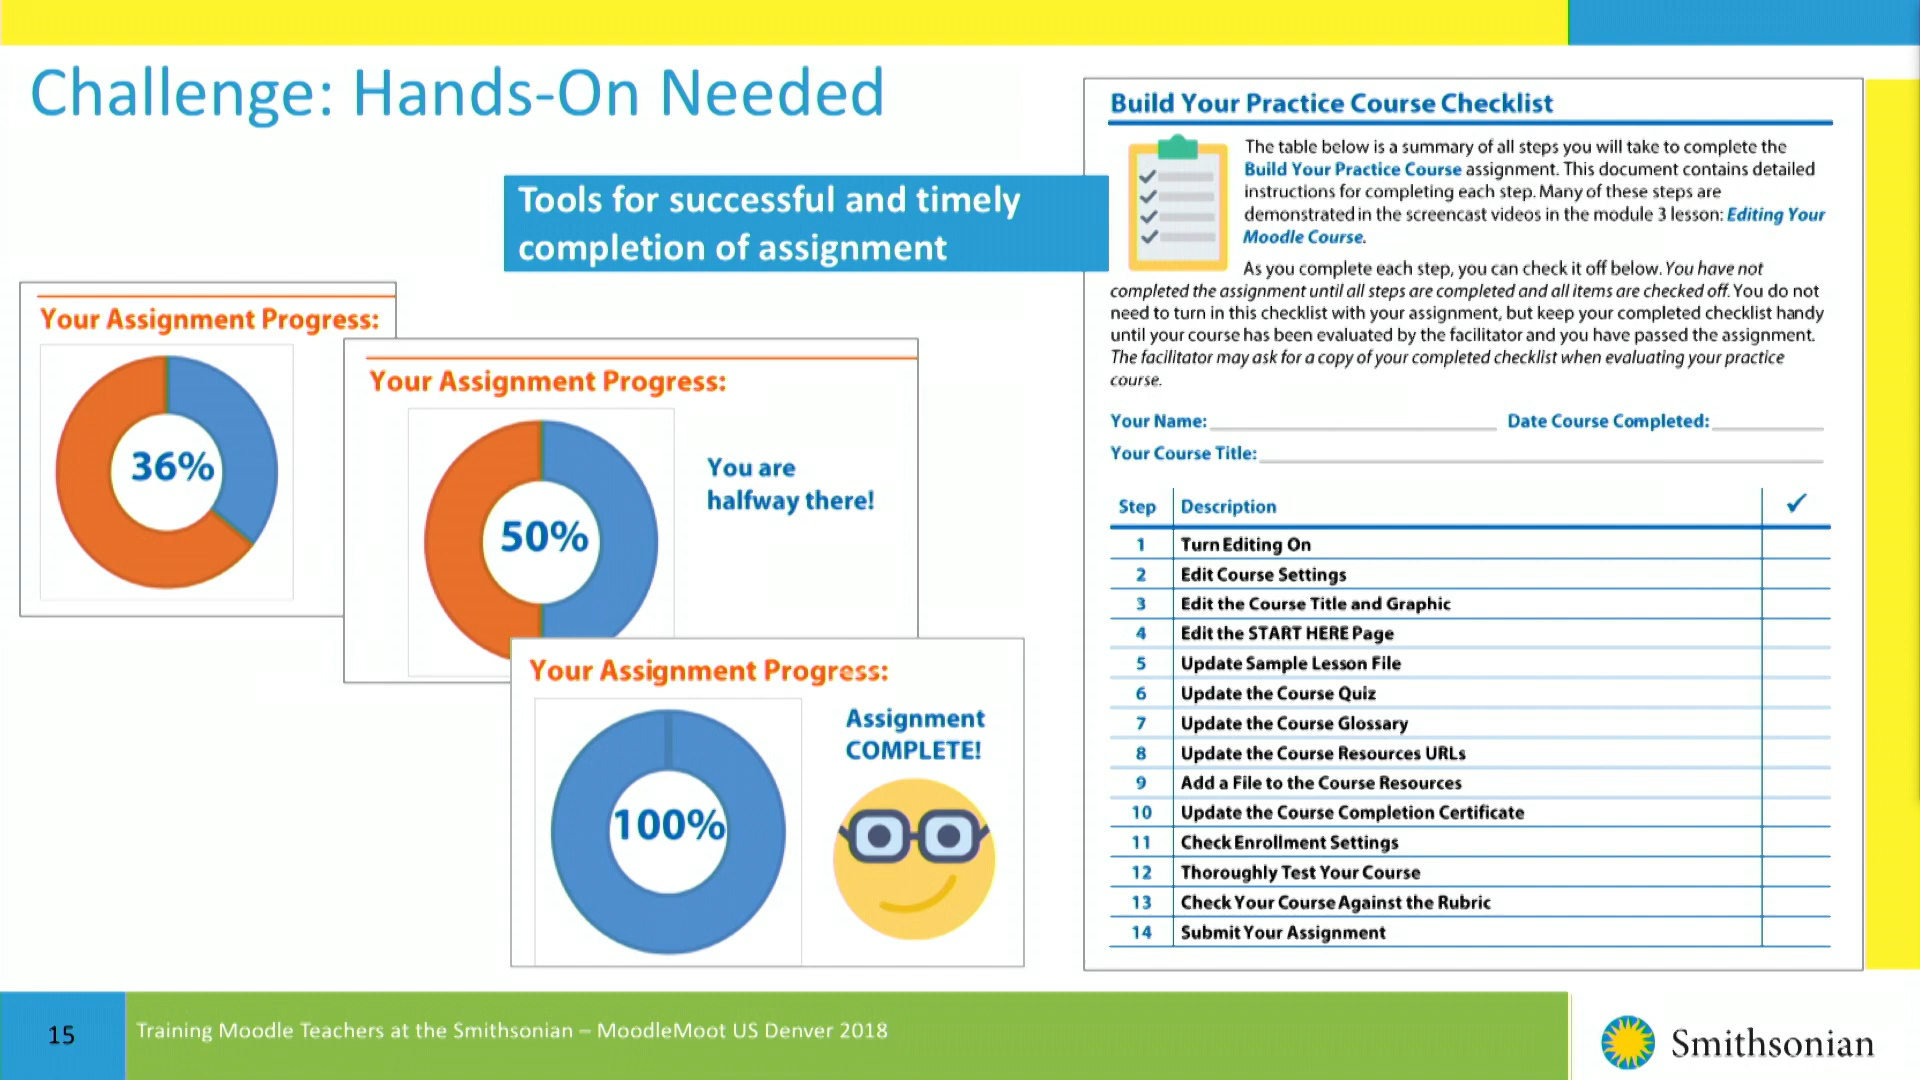 Challenge: Hands-On Needed
Tools for successful and timely
completion of assignment
Your Assignment Progress:
36%
Your Assignment Progress:
50%
You are
halfway there!
Your Assignment Progress:
100%
Assignment
COMPLETE!
Build Your Practice Course Checklist
The table below is a summary of all steps you will take to complete the
Build Your Practice Course assignment. This document contains detailed
instructions for completing each step. Many of these steps are
demonstrated in the screencast videos in the module 3 lesson: Editing Your
Moodle Course.
As you complete each step, you can check it off below. You have not
completed the assignment until all steps are completed and all items are checked off. You do not
need to turn in this checklist with your assignment, but keep your completed checklist handy
until your course has been evaluated by the facilitator and you have passed the assignment.
The facilitator may ask for a copy of your completed checklist when evaluating your practice
course.
Your Name: Date Course Completed:
Your Course Title:
Step Description ✓
1 Turn Editing On
2 Edit Course Settings
3 Edit the Course Title and Graphic
4 Edit the START HERE Page
5 Update Sample Lesson File
6 Update the Course Quiz
7 Update the Course Glossary
8 Update the Course Resources URLs
9 Add a File to the Course Resources
10 Update the Course Completion Certificate
11 Check Enrollment Settings
12 Thoroughly Test Your Course
13 Check Your Course Against the Rubric
14 Submit Your Assignment
15
Training Moodle Teachers at the Smithsonian – MoodleMoot US Denver 2018
Smithsonian